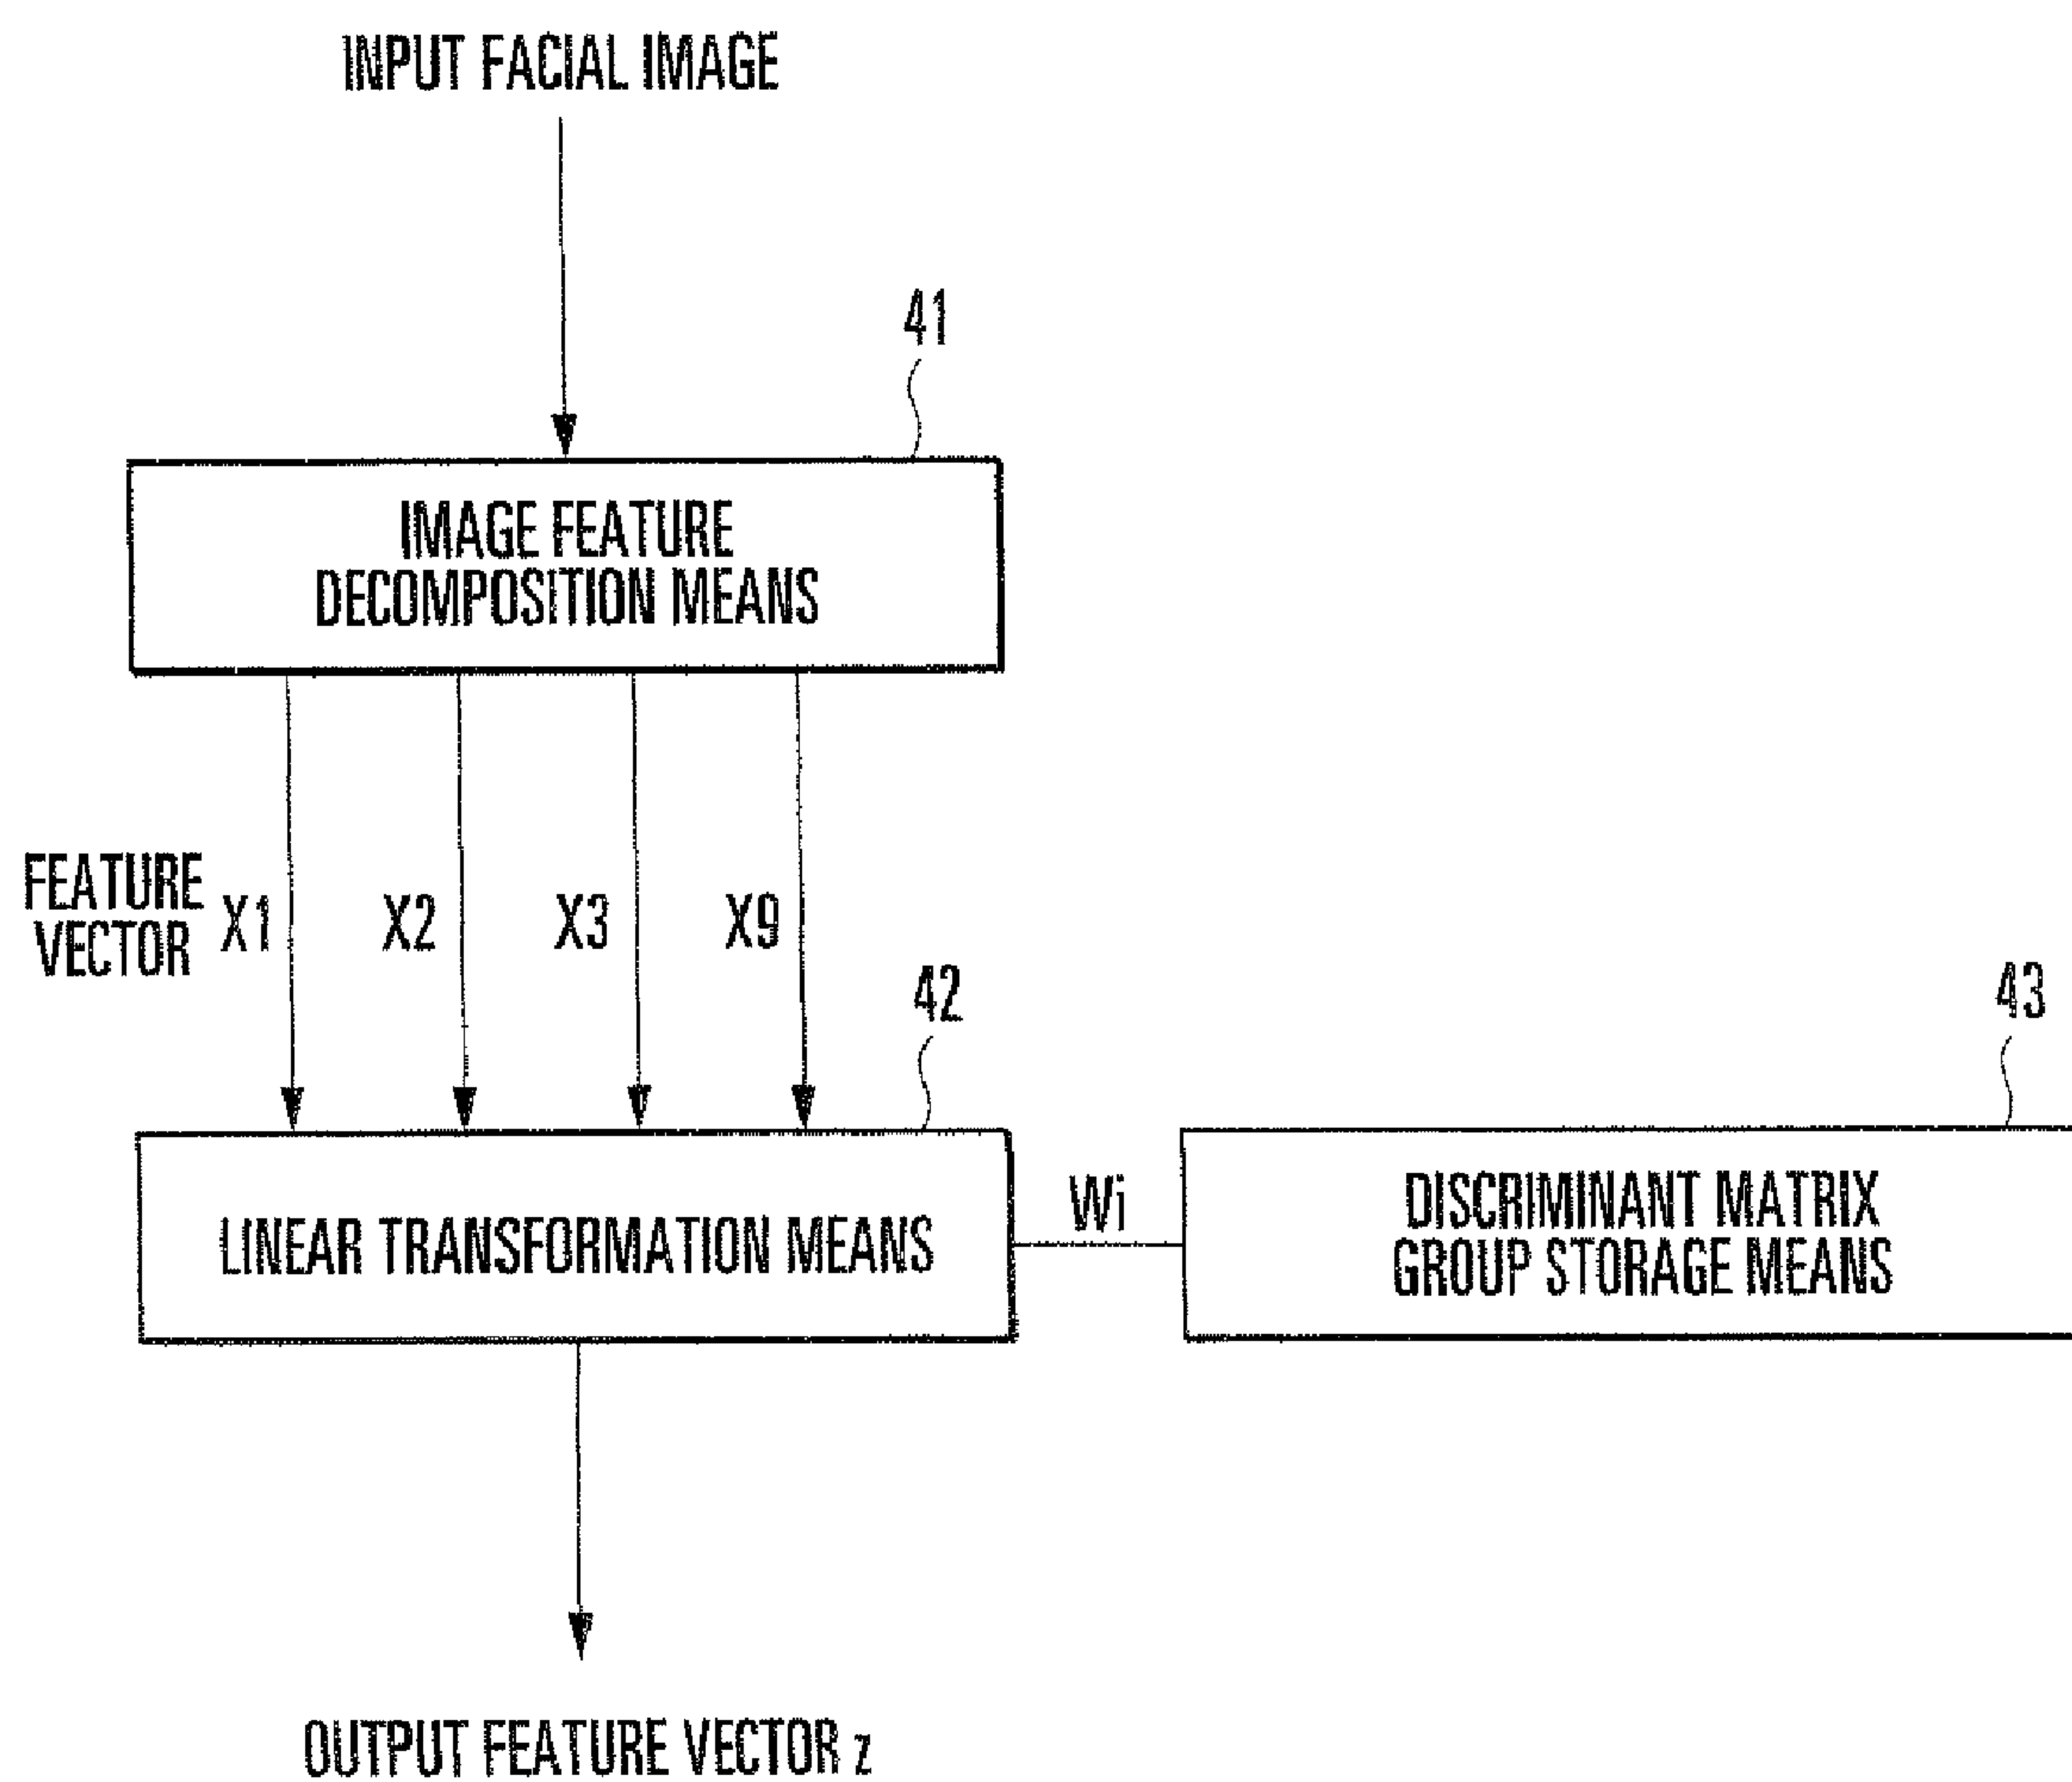 INPUT FACIAL IMAGE
41
IMAGE FEATURE
DECOMPOSITION MEANS
FEATURE
VECTOR
X1
X2
X3
X9
42
43
LINEAR TRANSFORMATION MEANS
Wi
DISCRIMINANT MATRIX
GROUP STORAGE MEANS
OUTPUT FEATURE VECTOR z